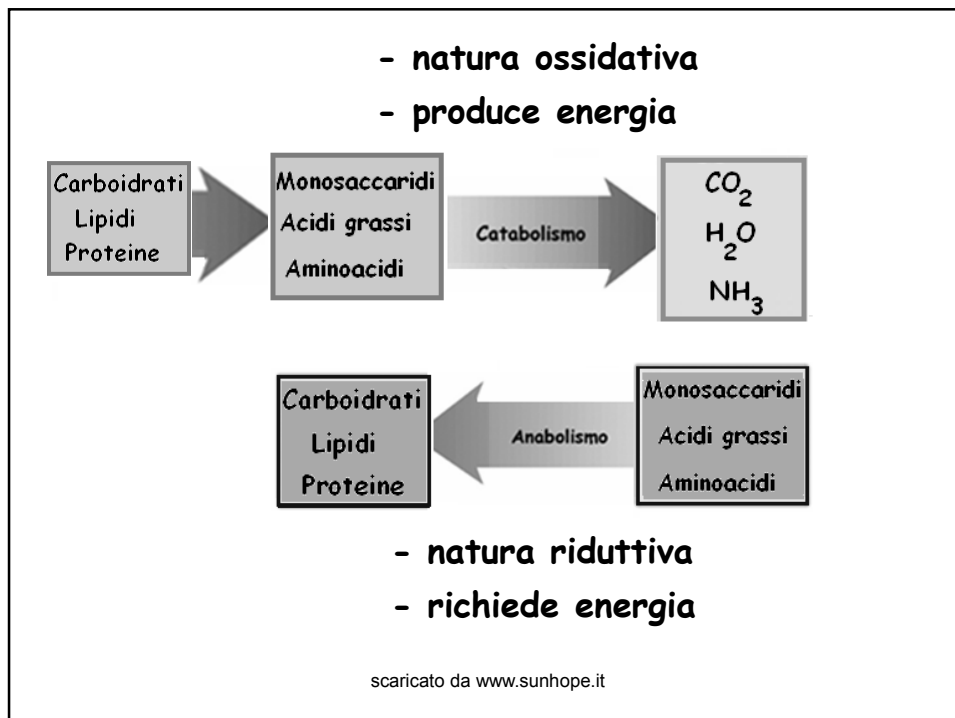 - natura ossidativa
- produce energia
Carboidrati
Lipidi
Proteine
Monosaccaridi
Acidi grassi
Aminoacidi
Catabolismo
CO₂
H₂O
NH₃
Carboidrati
Lipidi
Proteine
Anabolismo
Monosaccaridi
Acidi grassi
Aminoacidi
- natura riduttiva
- richiede energia
scaricato da www.sunhope.it